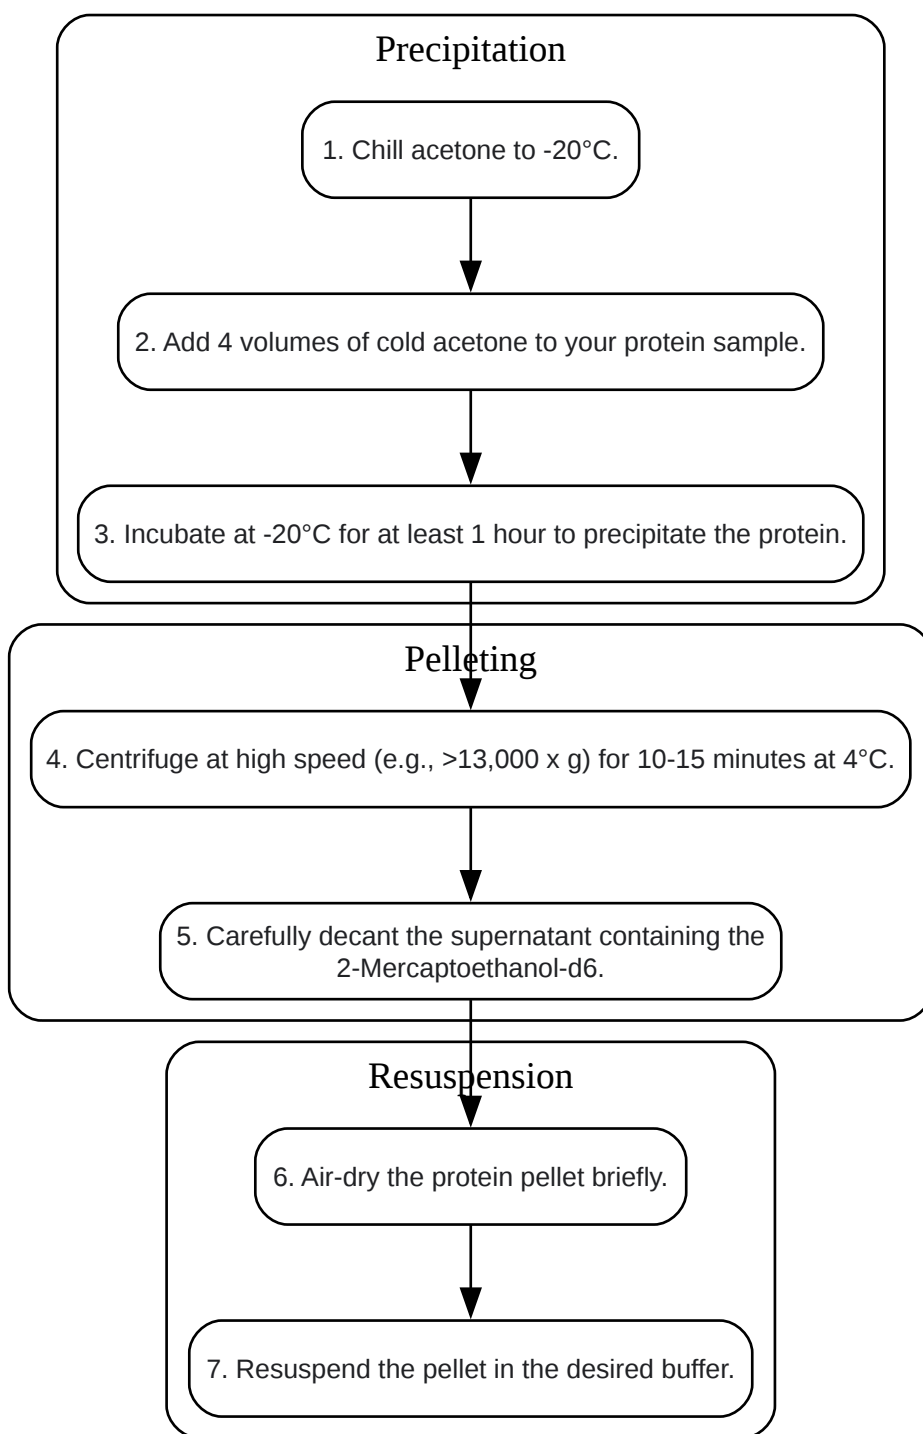 Precipitation
1. Chill acetone to -20°C.
2. Add 4 volumes of cold acetone to your protein sample.
3. Incubate at -20°C for at least 1 hour to precipitate the protein.
Pelleting
4. Centrifuge at high speed (e.g., >13,000 x g) for 10-15 minutes at 4°C.
5. Carefully decant the supernatant containing the
2-Mercaptoethanol-d6.
Resuspension
6. Air-dry the protein pellet briefly.
7. Resuspend the pellet in the desired buffer.